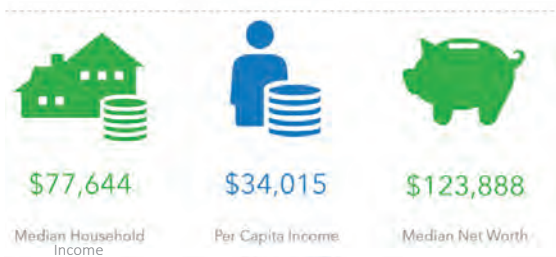 $77,644 $34,015 $123,888
Median Household Per Capita Income Median Net Worth
Income